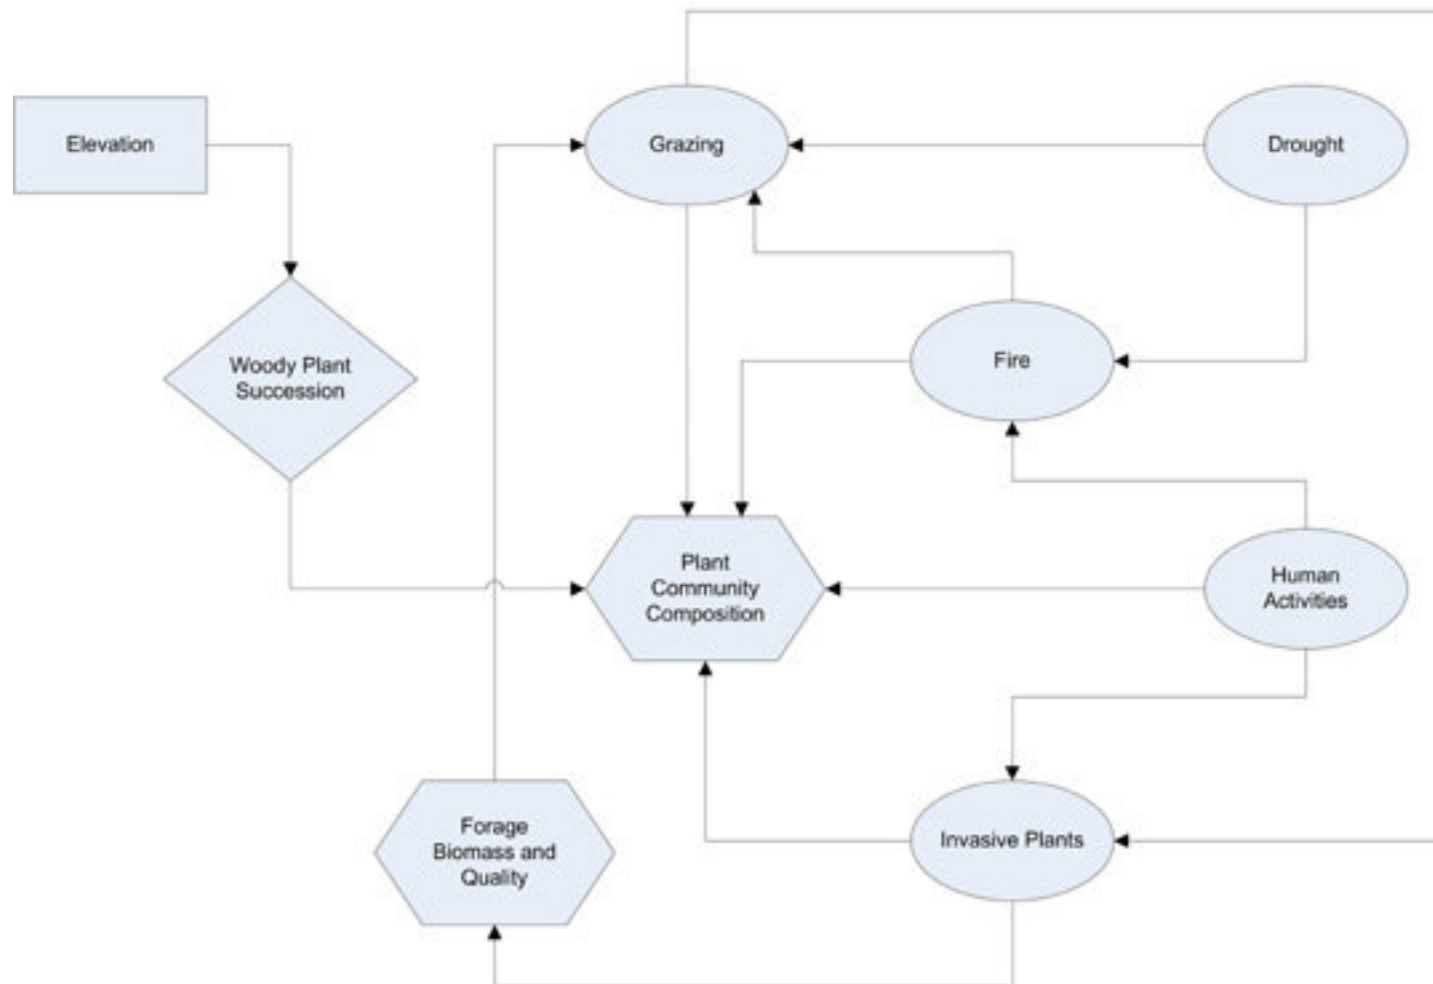 Elevation
Grazing
Drought
Woody Plant
Succession
Fire
Plant
Community
Composition
Human
Activities
Forage
Biomass and
Quality
Invasive Plants